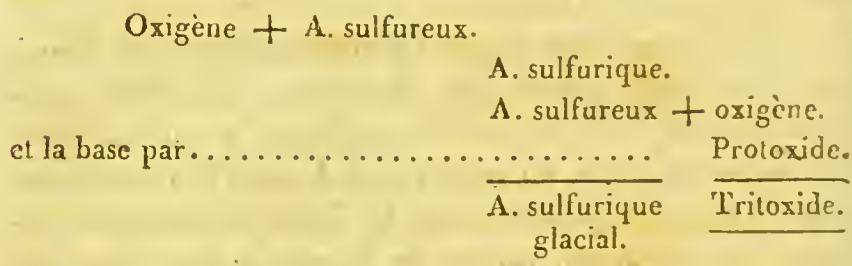 Oxigène + A. sulfureux.
A. sulfurique.
A. sulfureux + oxigène.
et la base par.............................. Protoxide.
A. sulfurique Tritoxide.
glacial.